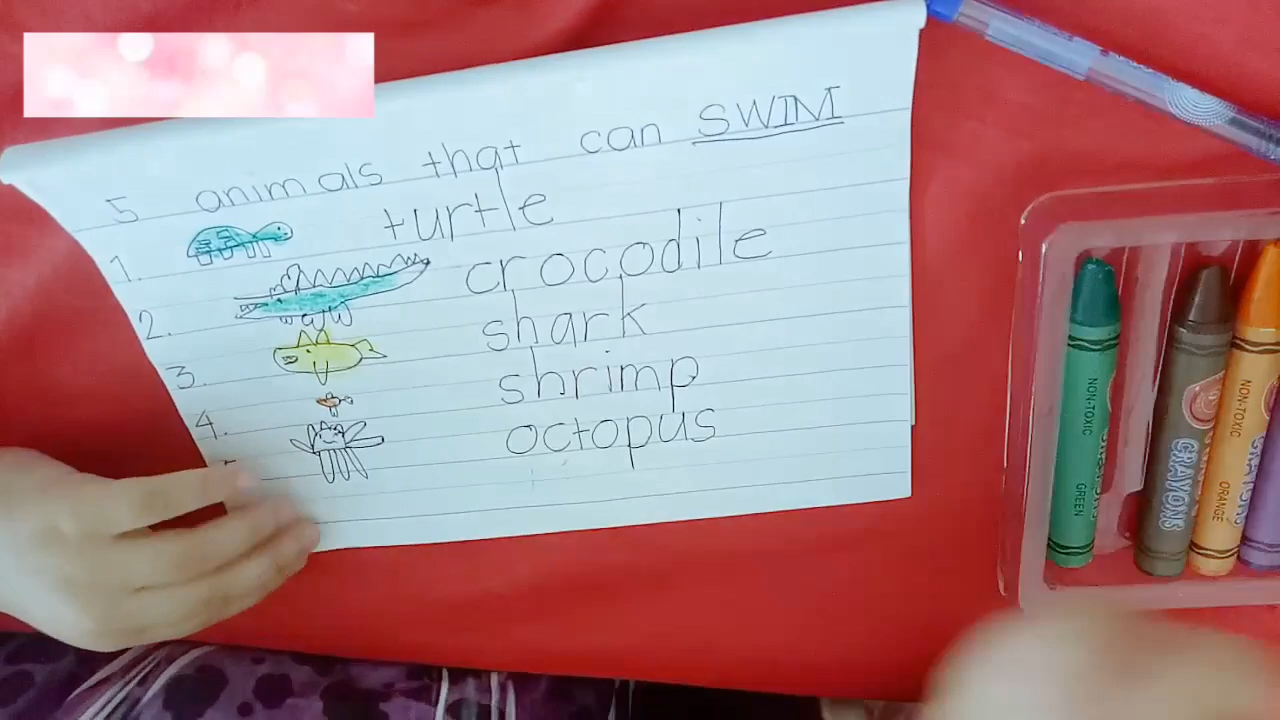 5 animals that can SWIM
1. turtle
2. crocodile
3. shark
4. shrimp
octopus
NON-TOXIC
GREEN
CRAYONS
NON-TOXIC
ORANGE